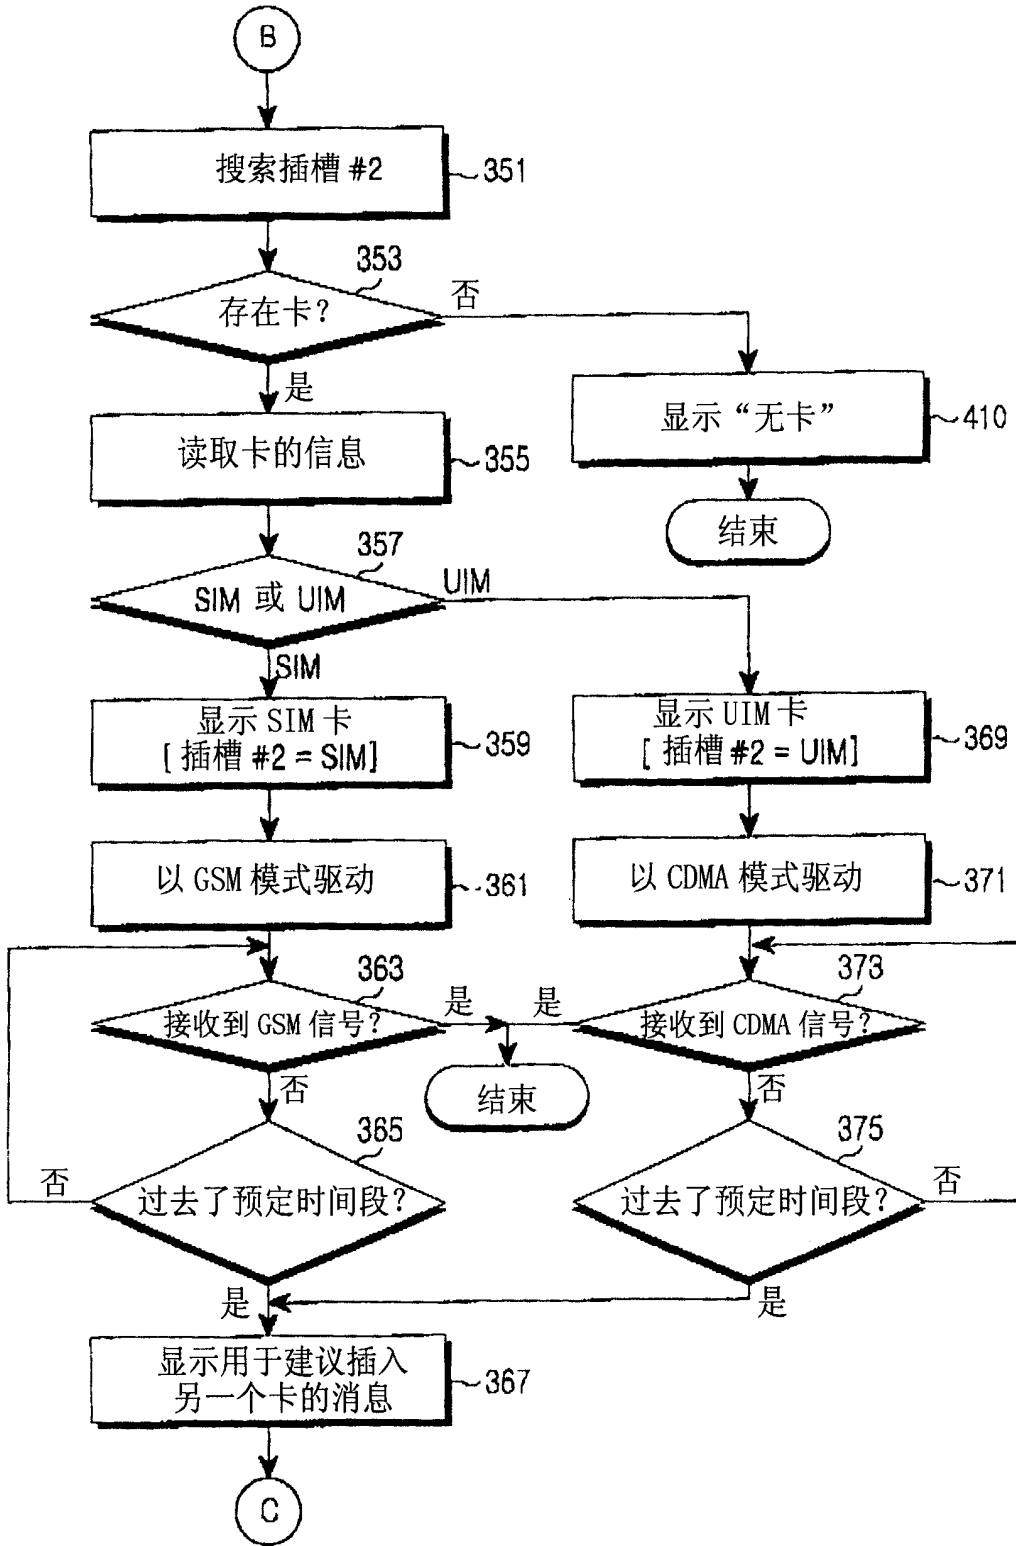 B
搜索插槽 #2
351
353
存在卡?
否
是
显示“无卡”
410
读取卡的信息
355
结束
357
SIM 或 UIM
UIM
SIM
显示 SIM 卡
[ 插槽 #2 = SIM]
359
显示 UIM 卡
[ 插槽 #2 = UIM]
369
以 GSM 模式驱动
361
以 CDMA 模式驱动
371
363
接收到 GSM 信号?
是
是
373
接收到 CDMA 信号?
结束
否
否
365
过去了预定时间段?
否
375
过去了预定时间段?
否
是
是
显示用于建议插入
另一个卡的消息
367
C